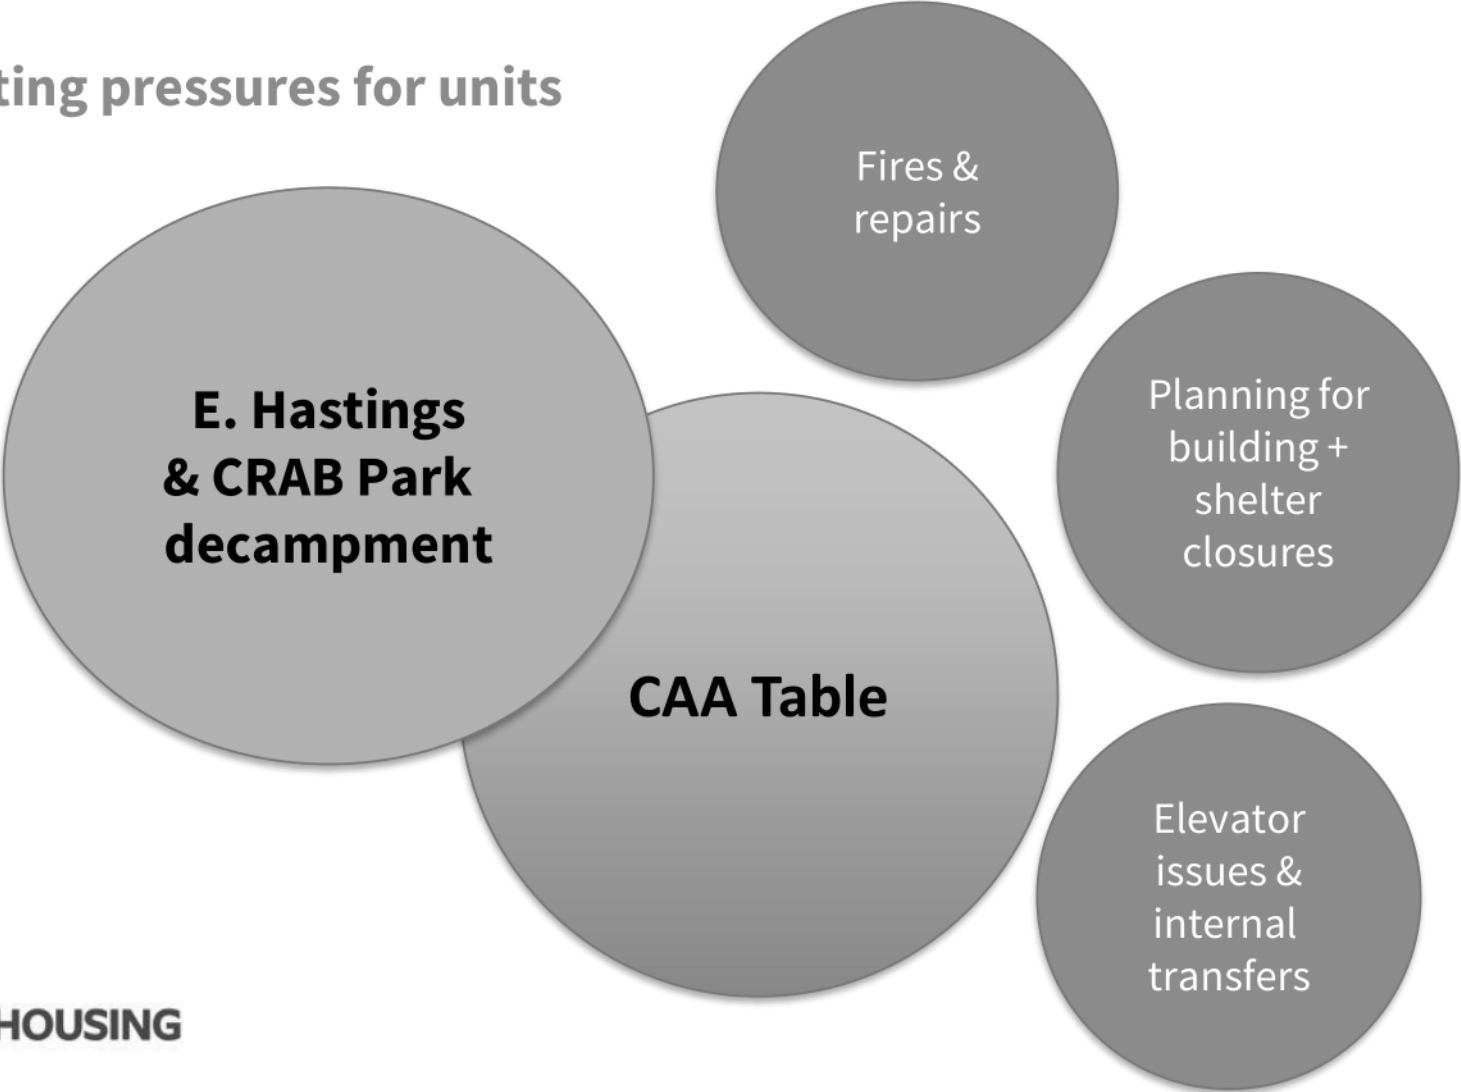 ting pressures for units
Fires &
repairs
E. Hastings
& CRAB Park
decampment
Planning for
building +
shelter
closures
CAA Table
Elevator
issues &
internal
transfers
HOUSING